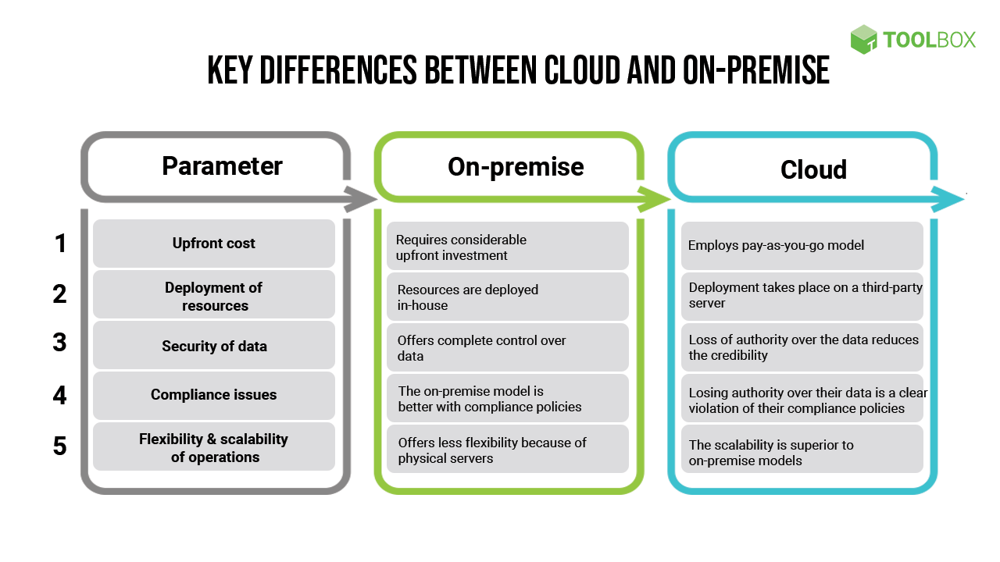 TOOLBOX
KEY DIFFERENCES BETWEEN CLOUD AND ON-PREMISE
Parameter
On-premise
Cloud
1
Upfront cost
Requires considerable
upfront investment
Employs pay-as-you-go model
2
Deployment of
resources
Resources are deployed
in-house
Deployment takes place on a third-party
server
3
Security of data
Offers complete control over
data
Loss of authority over the data reduces
the credibility
4
Compliance issues
The on-premise model is
better with compliance policies
Losing authority over their data is a clear
violation of their compliance policies
5
Flexibility & scalability
of operations
Offers less flexibility because of
physical servers
The scalability is superior to
on-premise models